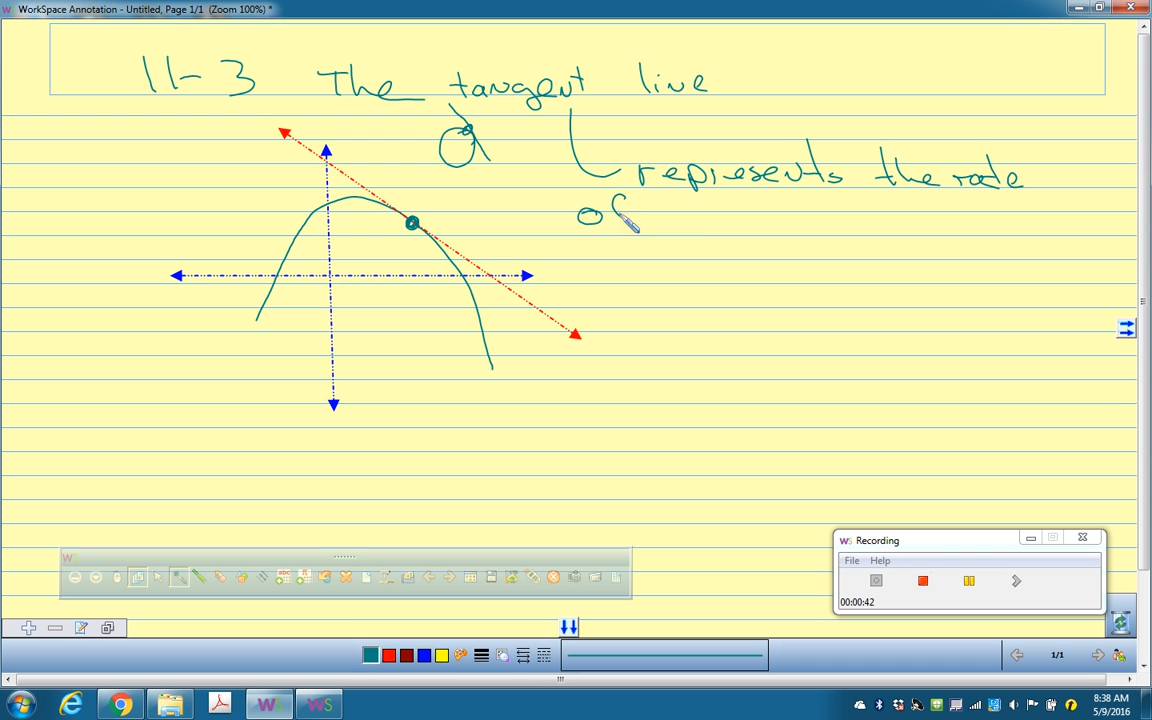 WorkSpace Annotation - Untitled, Page 1/1 (Zoom 100%) *
11-3 The tangent line
represents the rate
of
WS Recording
File Help
00:00:42
1/1
8:38 AM
5/9/2016